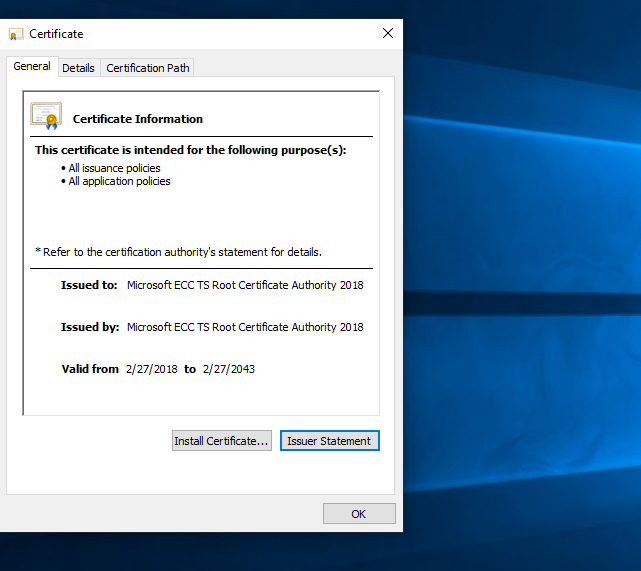 Certificate
General Details Certification Path
Certificate Information
This certificate is intended for the following purpose(s):
• All issuance policies
• All application policies
* Refer to the certification authority's statement for details.
Issued to: Microsoft ECC TS Root Certificate Authority 2018
Issued by: Microsoft ECC TS Root Certificate Authority 2018
Valid from 2/27/2018 to 2/27/2043
Install Certificate... Issuer Statement
OK